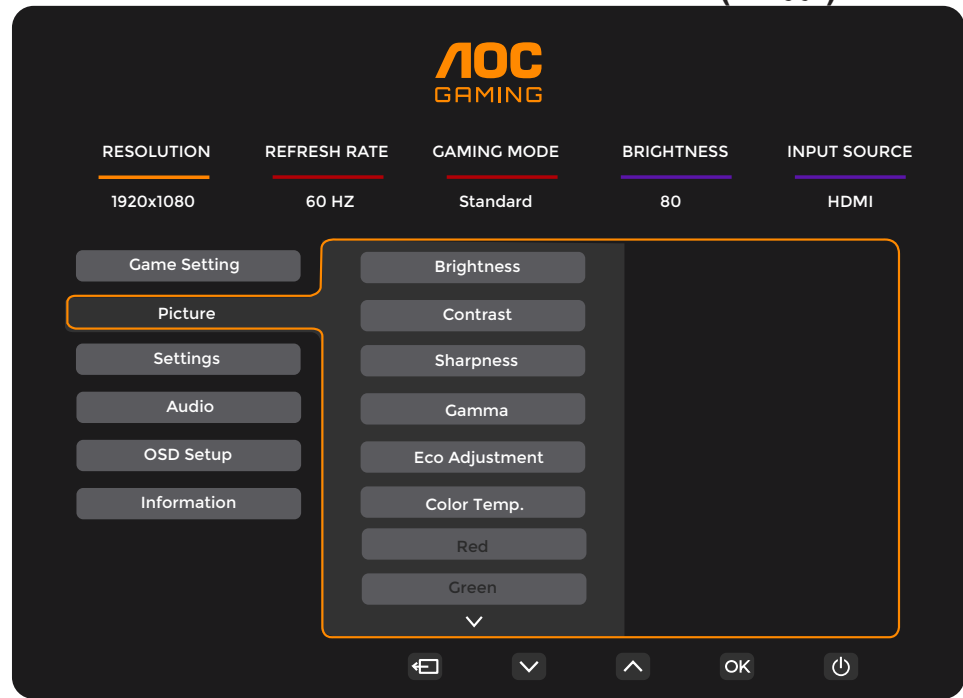 AOC
GAMING
RESOLUTION REFRESH RATE GAMING MODE BRIGHTNESS INPUT SOURCE
1920x1080 60 HZ Standard 80 HDMI
Game Setting
Picture
Settings
Audio
OSD Setup
Information
Brightness
Contrast
Sharpness
Gamma
Eco Adjustment
Color Temp.
Red
Green
OK